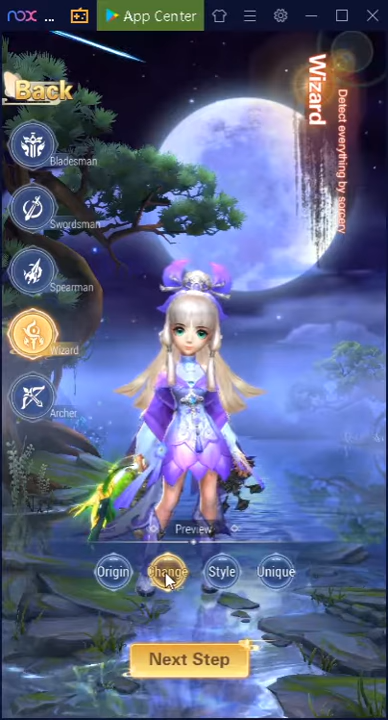 nox ...
App Center
Back
Wizard
Detect everything by sorcery
Bladesman
Swordsman
Spearman
Wizard
Archer
Preview
Origin
Change
Style
Unique
Next Step